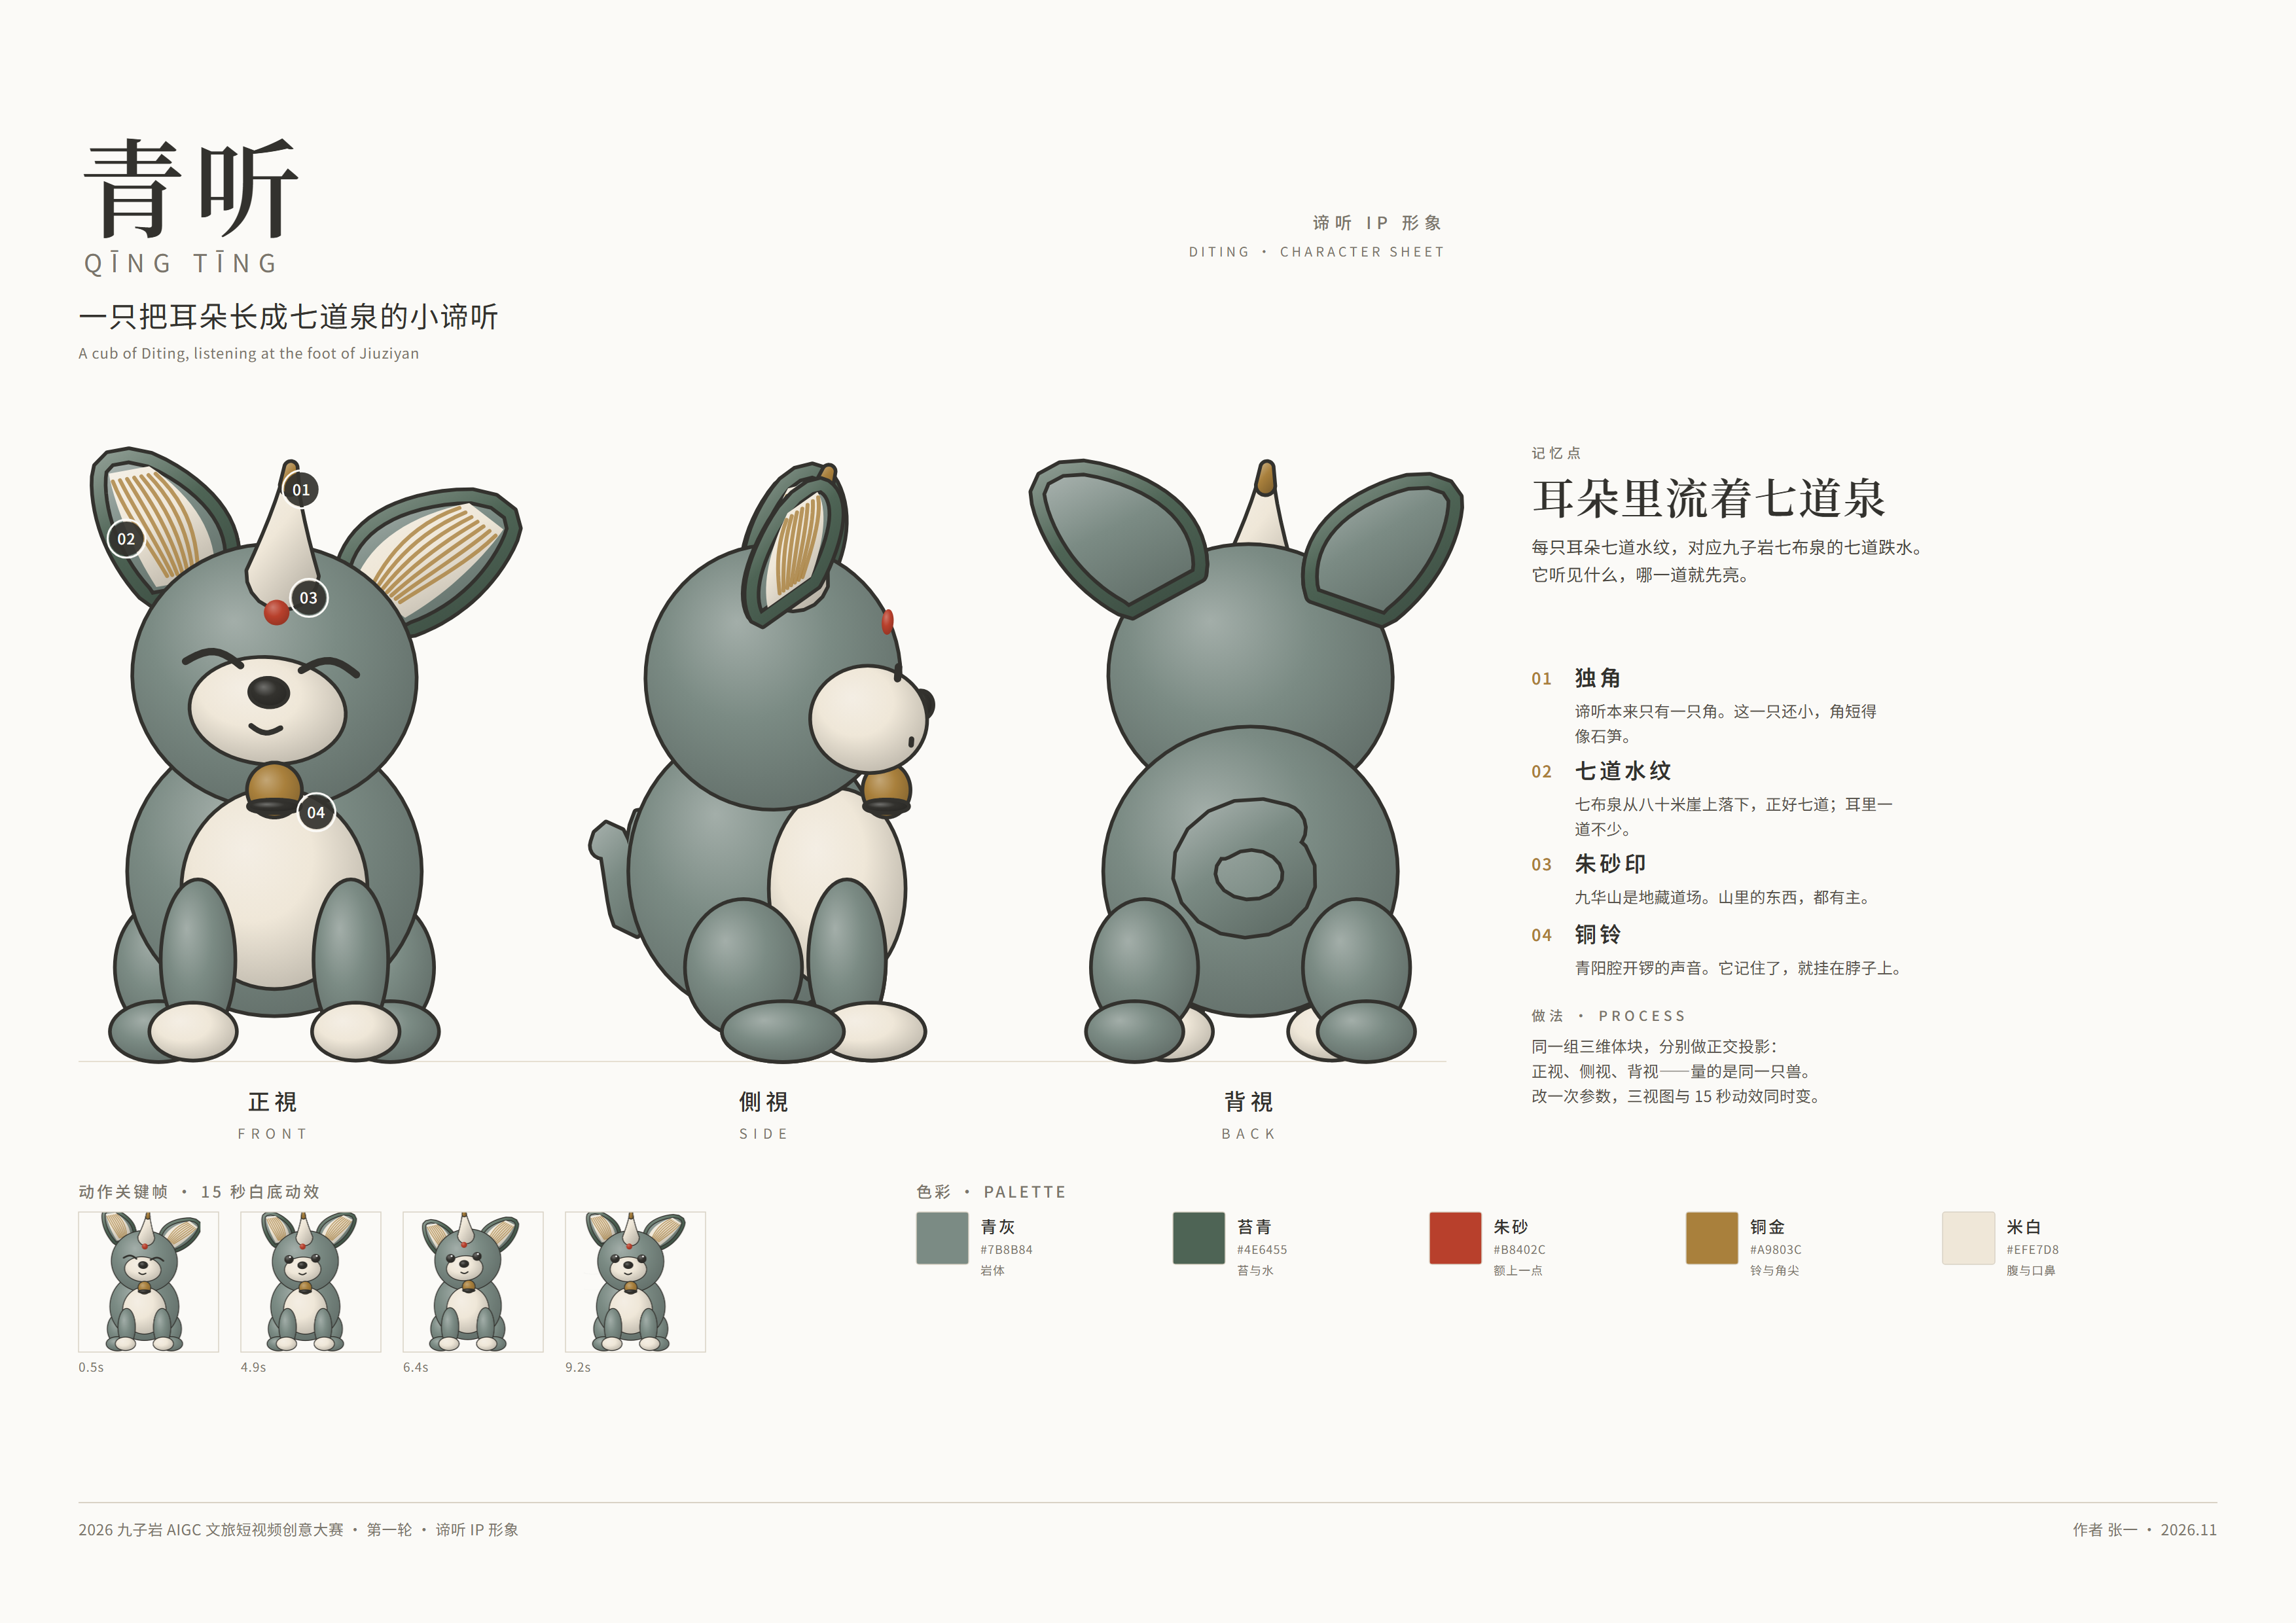 青听
QĪNG TĪNG
一只把耳朵长成七道泉的小谛听
A cub of Diting, listening at the foot of Jiuziyan
谛听 IP 形象
DITING · CHARACTER SHEET
01
02
03
04
正視
FRONT
側視
SIDE
背視
BACK
记忆点
耳朵里流着七道泉
每只耳朵七道水纹，对应九子岩七布泉的七道跌水。
它听见什么，哪一道就先亮。
01 独角
谛听本来只有一只角。这一只还小，角短得
像石笋。
02 七道水纹
七布泉从八十米崖上落下，正好七道；耳里一
道不少。
03 朱砂印
九华山是地藏道场。山里的东西，都有主。
04 铜铃
青阳腔开锣的声音。它记住了，就挂在脖子上。
做法 · PROCESS
同一组三维体块，分别做正交投影：
正视、侧视、背视——量的是同一只兽。
改一次参数，三视图与 15 秒动效同时变。
动作关键帧 · 15 秒白底动效
0.5s
4.9s
6.4s
9.2s
色彩 · PALETTE
青灰
#7B8B84
岩体
苔青
#4E6455
苔与水
朱砂
#B8402C
额上一点
铜金
#A9803C
铃与角尖
米白
#EFE7D8
腹与口鼻
2026 九子岩 AIGC 文旅短视频创意大赛 · 第一轮 · 谛听 IP 形象
作者 张一 · 2026.11